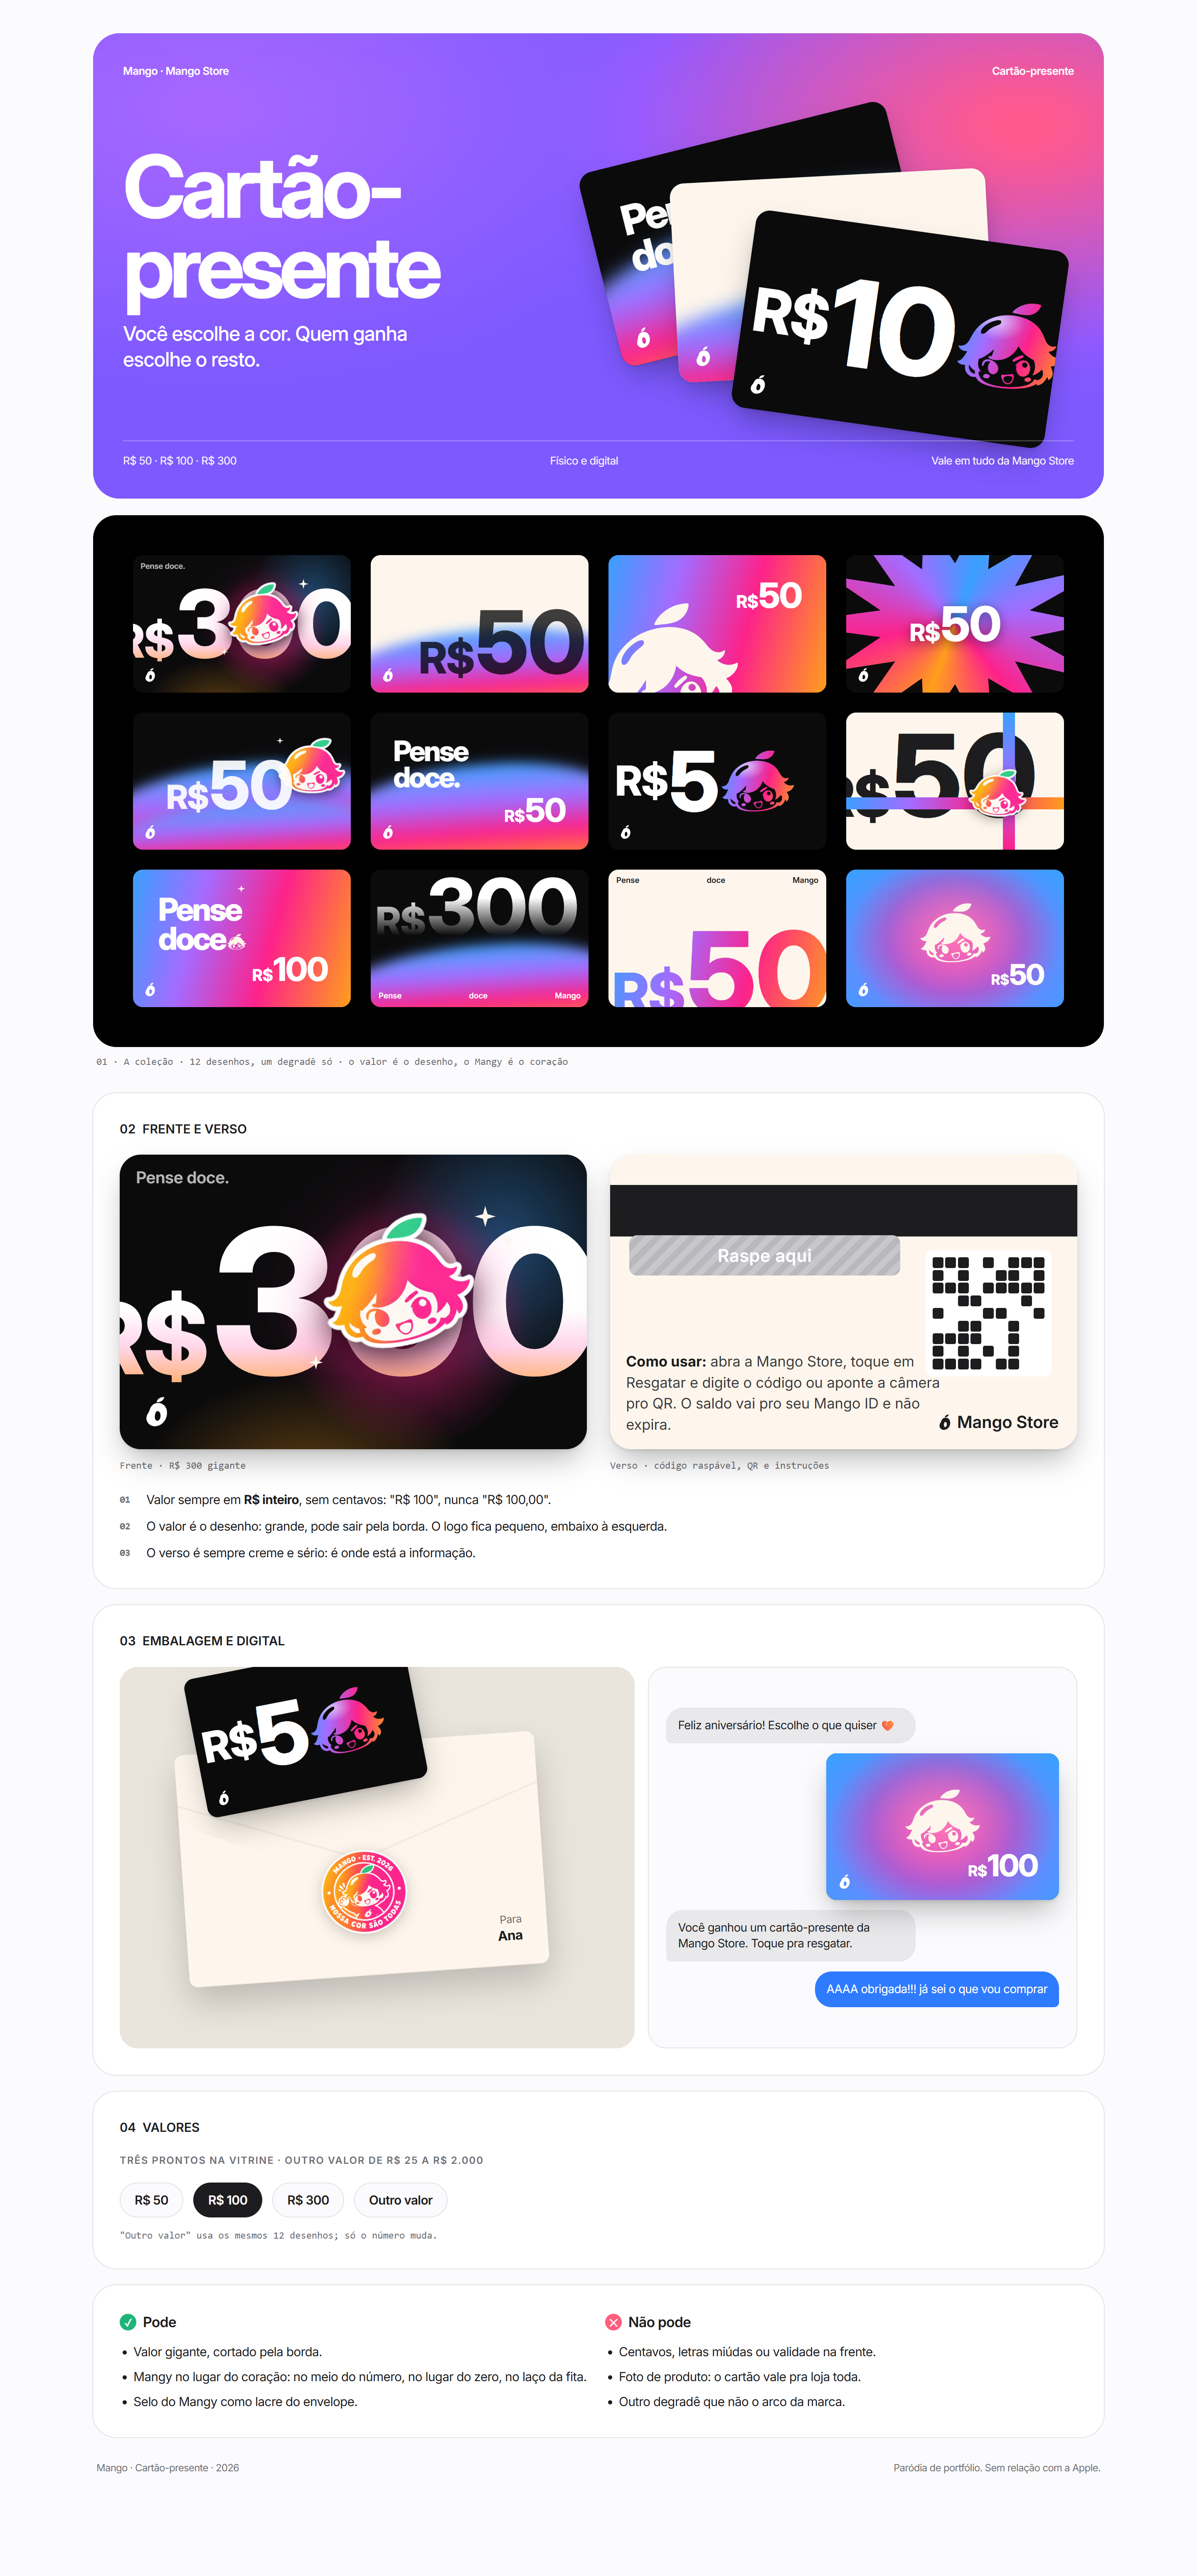 Mango · Mango Store
Cartão-presente
Cartão-
presente
Você escolhe a cor. Quem ganha
escolhe o resto.
Pen
do
R$10
R$ 50 · R$ 100 · R$ 300
Físico e digital
Vale em tudo da Mango Store
Pense doce.
R$3 0
R$50
R$50
R$50
R$50
Pense
doce.
R$50
R$5
R$50
Pense
doce
R$100
R$300
Pense doce Mango
Pense doce Mango
R$50
R$50
01 · A coleção · 12 desenhos, um degradê só · o valor é o desenho, o Mangy é o coração
02 FRENTE E VERSO
Pense doce.
R$300
Raspe aqui
Como usar: abra a Mango Store, toque em
Resgatar e digite o código ou aponte a câmera
pro QR. O saldo vai pro seu Mango ID e não
expira.
Mango Store
Frente · R$ 300 gigante
Verso · código raspável, QR e instruções
01 Valor sempre em R$ inteiro, sem centavos: "R$ 100", nunca "R$ 100,00".
02 O valor é o desenho: grande, pode sair pela borda. O logo fica pequeno, embaixo à esquerda.
03 O verso é sempre creme e sério: é onde está a informação.
03 EMBALAGEM E DIGITAL
R$5
MANGO · EST. 2026
NOSSA COR SÃO TODAS
Para
Ana
Feliz aniversário! Escolhe o que quiser
R$100
Você ganhou um cartão-presente da
Mango Store. Toque pra resgatar.
AAAA obrigada!!! já sei o que vou comprar
04 VALORES
TRÊS PRONTOS NA VITRINE · OUTRO VALOR DE R$ 25 A R$ 2.000
R$ 50
R$ 100
R$ 300
Outro valor
"Outro valor" usa os mesmos 12 desenhos; só o número muda.
Pode
• Valor gigante, cortado pela borda.
• Mangy no lugar do coração: no meio do número, no lugar do zero, no laço da fita.
• Selo do Mangy como lacre do envelope.
Não pode
• Centavos, letras miúdas ou validade na frente.
• Foto de produto: o cartão vale pra loja toda.
• Outro degradê que não o arco da marca.
Mango · Cartão-presente · 2026
Paródia de portfólio. Sem relação com a Apple.